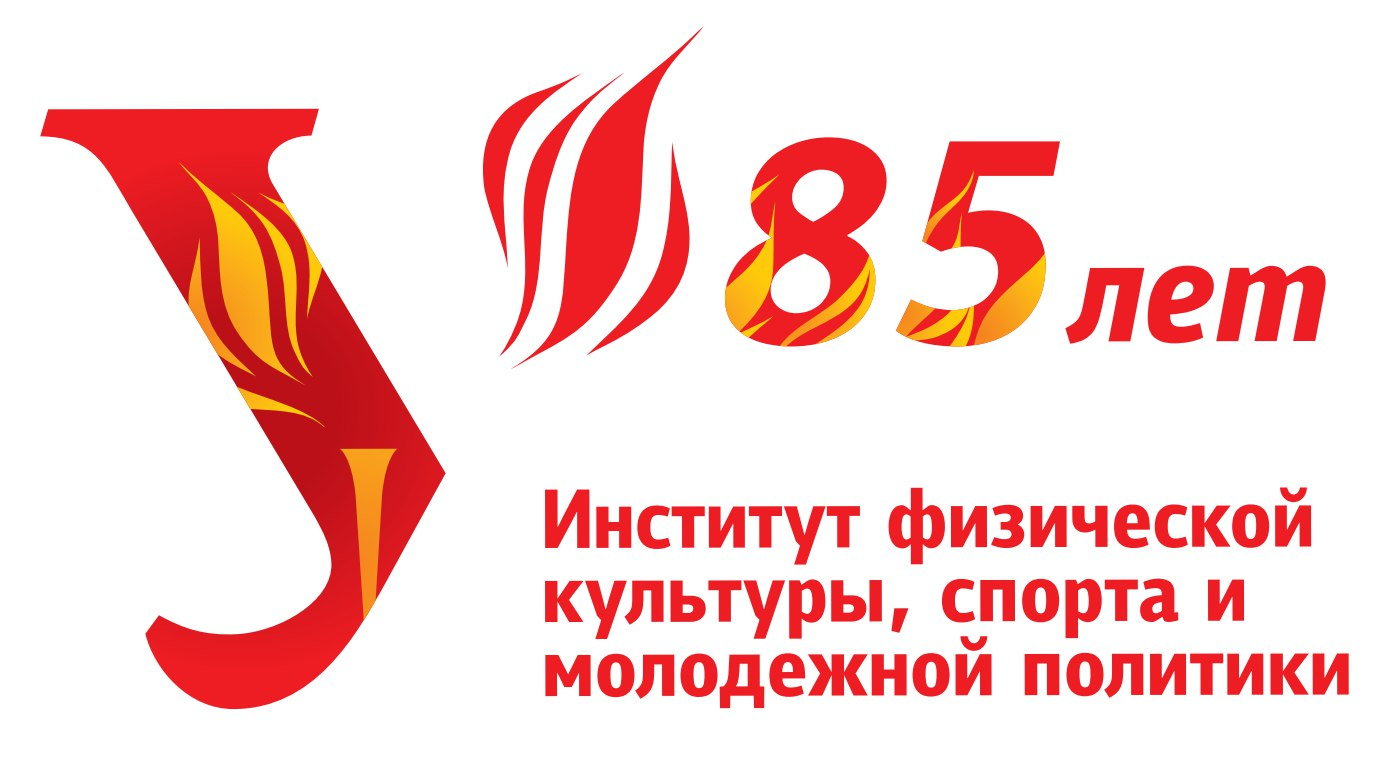 У
85 лет
Институт физической
культуры, спорта и
молодежной политики